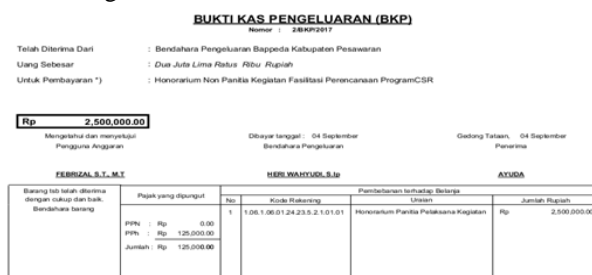 BUKTI KAS PENGELUARAN (BKP)
Nomor : 2/BKP/2017
Telah Diterima Dari : Bendahara Pengeluaran Bappeda Kabupaten Pesawaran
Uang Sebesar : Dua Juta Lima Ratus Ribu Rupiah
Untuk Pembayaran *) : Honorarium Non Panitia Kegiatan Fasilitasi Perencanaan ProgramCSR
Rp 2,500,000.00
Mengetahui dan menyetujui Dibayar tanggal : 04 September Gedong Tataan, 04 September
Pengguna Anggaran Bendahara Pengeluaran Penerima
FEBRIZAL S.T., M.T HERI WAHYUDI, S.Ip AYUDA
Barang tsb telah diterima dengan cukup dan baik.
Bendahara barang
Pajak yang dipungut
PPN : Rp 0.00
PPh : Rp 125,000.00
Jumlah : Rp 125,000.00
Pembebanan terhadap Belanja
No Kode Rekening Uraian Jumlah Rupiah
1 1.06.1.06.01.24.23.5.2.1.01.01 Honorarium Panitia Pelaksana Kegiatan Rp 2,500,000.00